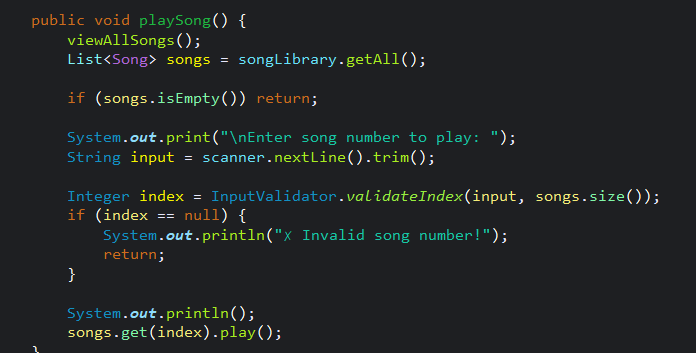 public void playSong() {
    viewAllSongs();
    List<Song> songs = songLibrary.getAll();

    if (songs.isEmpty()) return;

    System.out.print("\nEnter song number to play: ");
    String input = scanner.nextLine().trim();

    Integer index = InputValidator.validateIndex(input, songs.size());
    if (index == null) {
        System.out.println("✗ Invalid song number!");
        return;
    }

    System.out.println();
    songs.get(index).play();
}